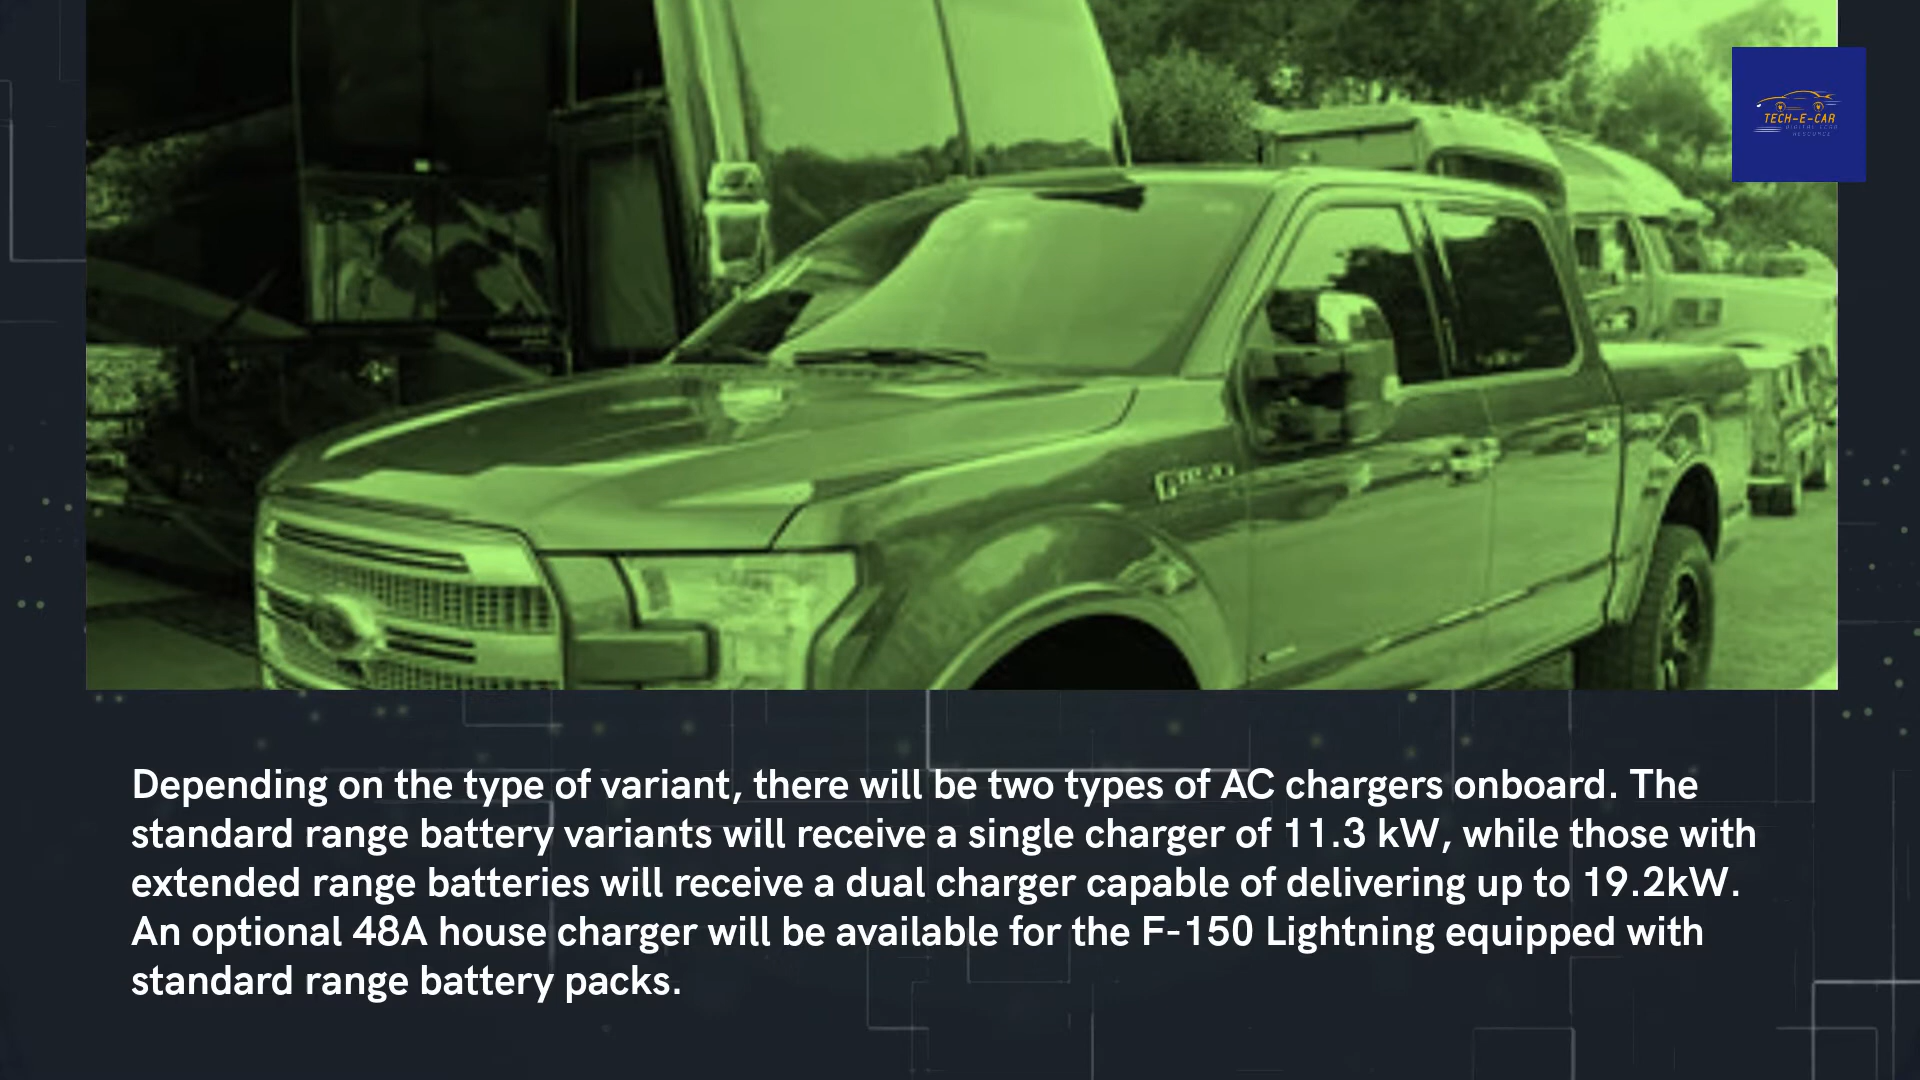 TECH-E-CAR
DIGITAL ECAR
RESOURCE
Depending on the type of variant, there will be two types of AC chargers onboard. The
standard range battery variants will receive a single charger of 11.3 kW, while those with
extended range batteries will receive a dual charger capable of delivering up to 19.2kW.
An optional 48A house charger will be available for the F-150 Lightning equipped with
standard range battery packs.